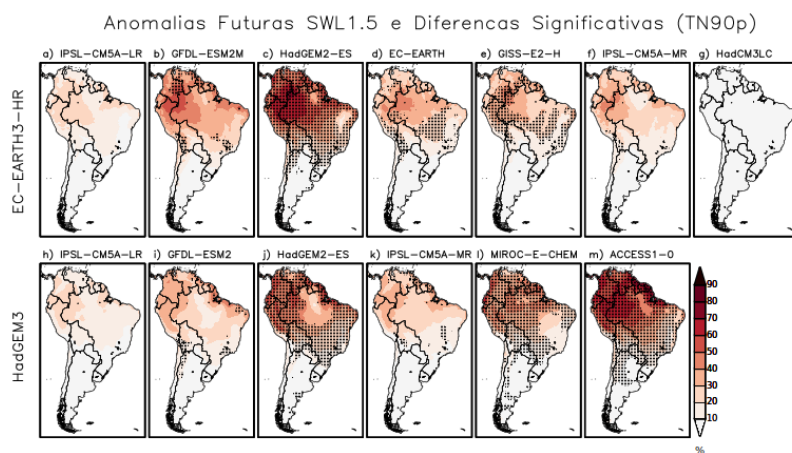 Anomalias Futuras SWL1.5 e Diferencas Significativas (TN90p)
a) IPSL-CM5A-LR b) GFDL-ESM2M c) HadGEM2-ES d) EC-EARTH e) GISS-E2-H f) IPSL-CM5A-MR g) HadCM3LC
EC-EARTH3-HR
h) IPSL-CM5A-LR i) GFDL-ESM2 j) HadGEM2-ES k) IPSL-CM5A-MR l) MIROC-E-CHEM m) ACCESS1-0
HadGEM3
90
80
70
60
50
40
30
20
10
%